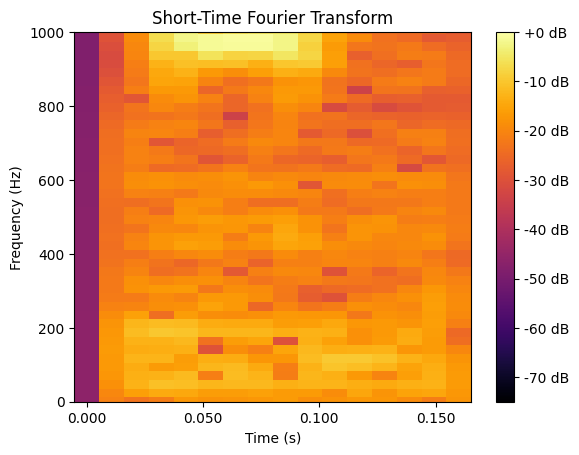 Short-Time Fourier Transform
1000
800
600
400
200
0
Frequency (Hz)
0.000
0.050
0.100
0.150
Time (s)
+0 dB
-10 dB
-20 dB
-30 dB
-40 dB
-50 dB
-60 dB
-70 dB